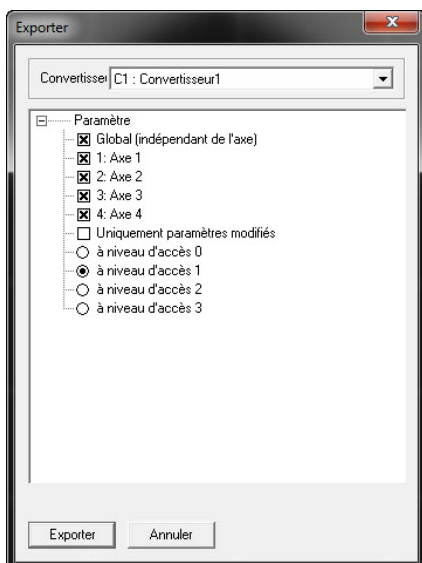 Exporter
Convertisseu C1 : Convertisseur1
Paramètre
Global (indépendant de l'axe)
1: Axe 1
2: Axe 2
3: Axe 3
4: Axe 4
Uniquement paramètres modifiés
à niveau d'accès 0
à niveau d'accès 1
à niveau d'accès 2
à niveau d'accès 3
Exporter Annuler